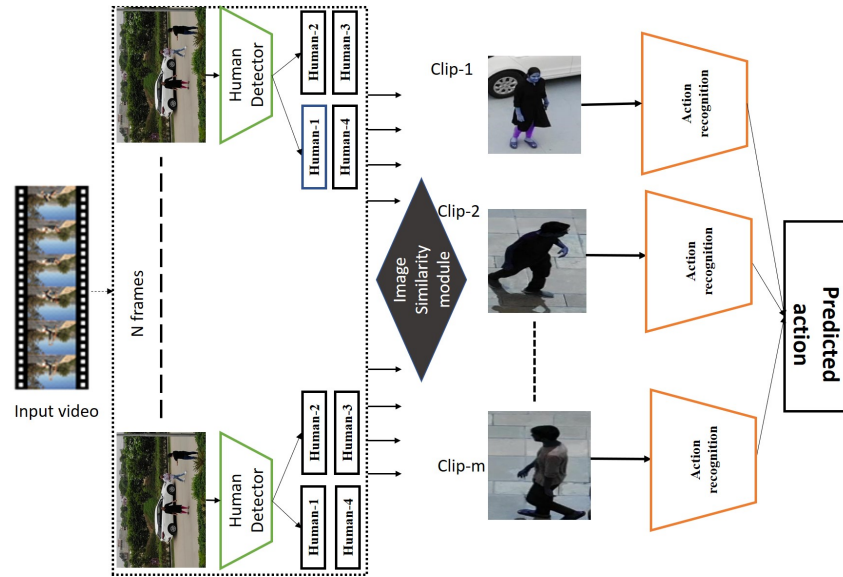 Input video
N frames
Human
Detector
Human-2
Human-3
Human-1
Human-4
Human
Detector
Human-2
Human-3
Human-1
Human-4
Image
Similarity
module
Clip-1
Clip-2
Clip-m
Action
recognition
Action
recognition
Action
recognition
Predicted
action